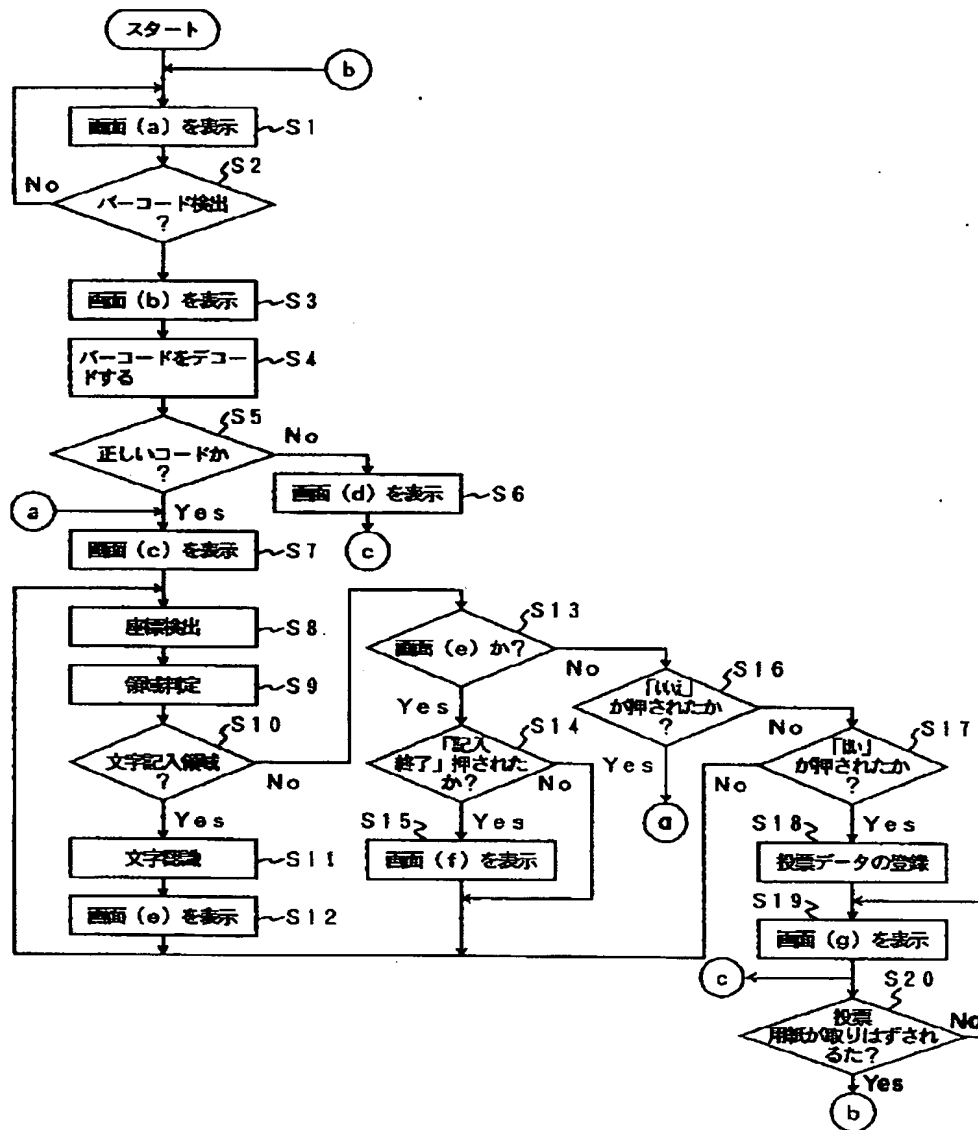 スタート
b
画面(a)を表示 S1
S2
No
バーコード検出
?
画面(b)を表示 S3
バーコードをデコー
ドする
S4
S5
正しいコードか
?
No
画面(d)を表示 S6
c
a
Yes
画面(c)を表示 S7
座標検出 S8
領域判定 S9
S10
文字記入領域
?
No
Yes
文字認識 S11
画面(e)を表示 S12
S13
画面(e)か?
No
Yes
S14
「記入
終了」押された
か?
No
Yes
S15
画面(f)を表示
S16
「いいえ」
が押されたか
?
No
Yes
a
S17
「はい」
が押されたか
?
No
Yes
S18
投票データの登録
S19
画面(g)を表示
c
S20
投票
用紙が取りはずされ
るた?
No
Yes
b